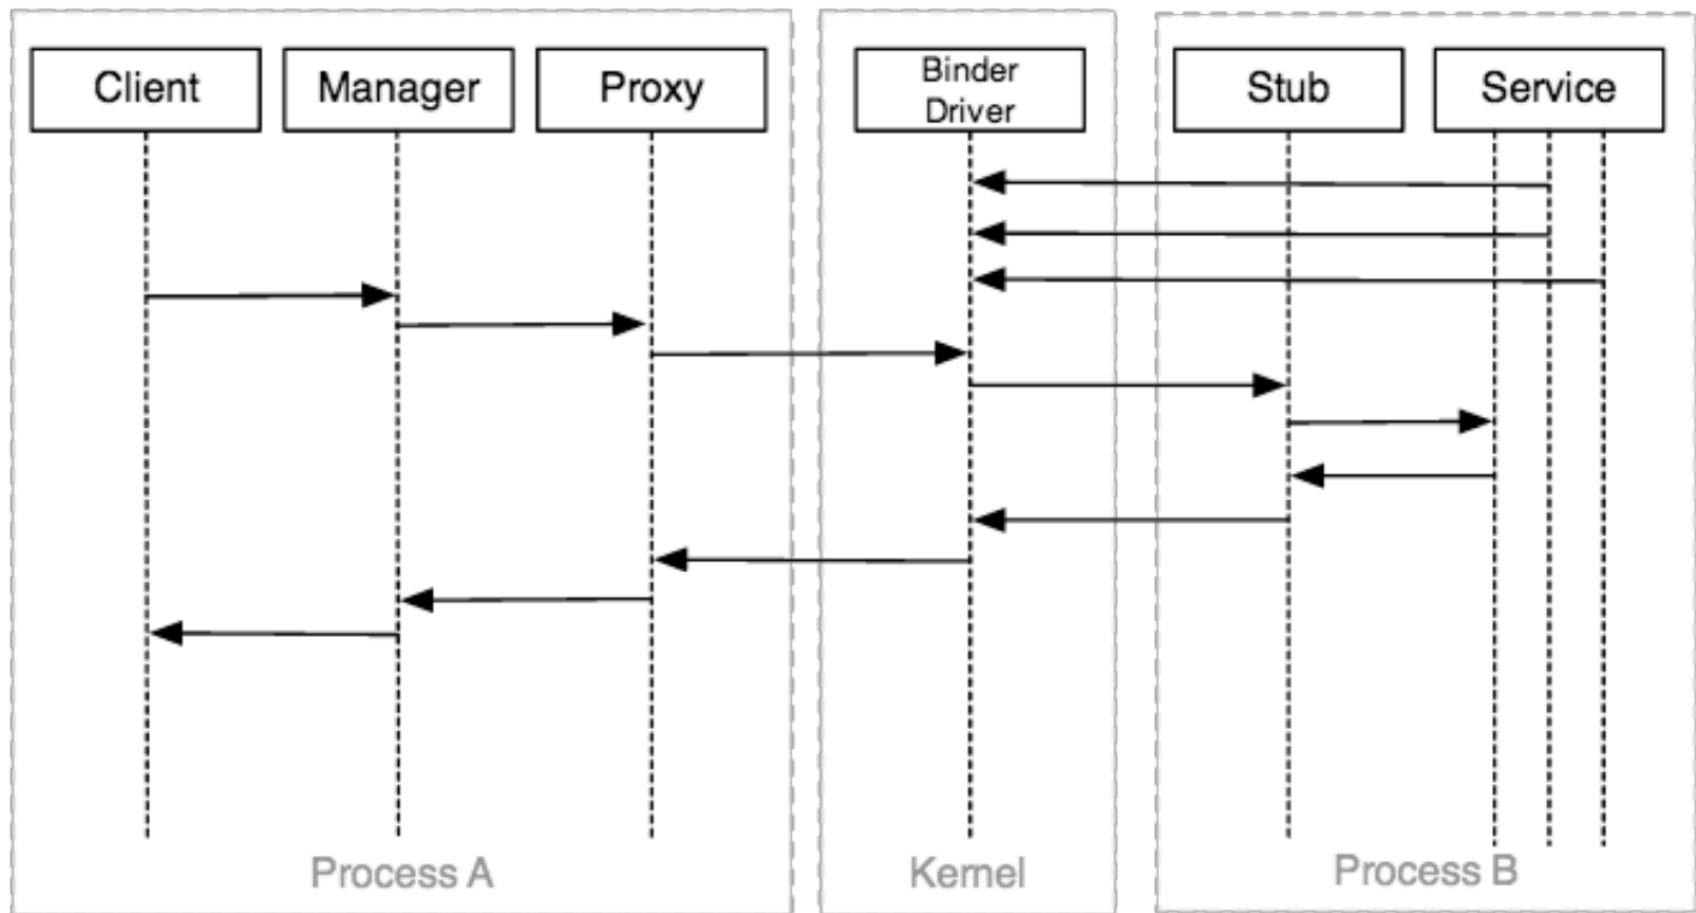 Client
Manager
Proxy
Binder
Driver
Stub
Service
Process A
Kernel
Process B